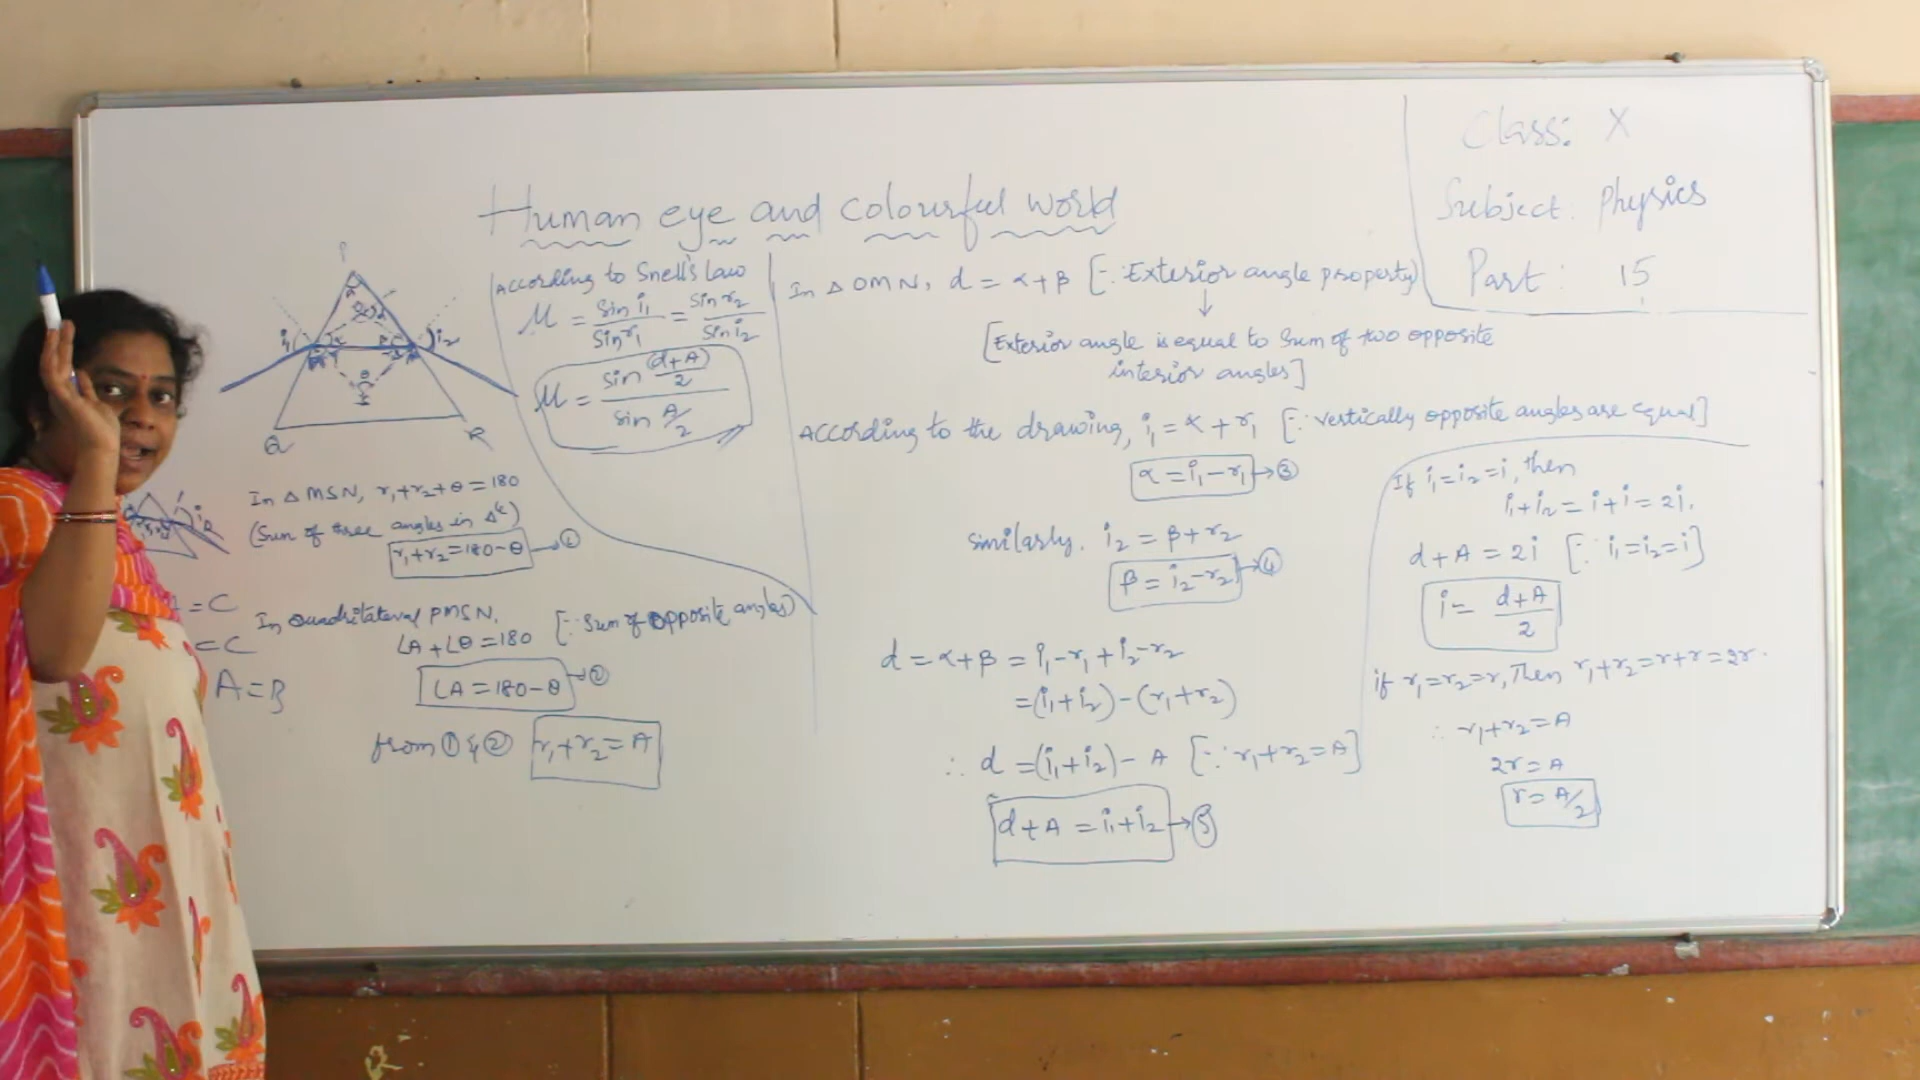 Class: X
Subject: Physics
Part: 15
Human eye and colourful world
P
i₁
i₂
θ
Q
R
According to Snell's law
μ = sin i₁/sin r₁ = sin r₂/sin i₂
μ = sin (d+A)/2 / sin A/2
In △ MSN, r₁+r₂+θ=180
(Sum of three angles in Δ
r₁+r₂=180-θ
In Quadrilateral PMSN,
∠A+∠θ=180 [∵ Sum of opposite angles)
∠A=180-θ → ②
from ① & ② r₁+r₂=A
=C
=C
A=B
In △ OMN, d = α+β [∵ Exterior angle property)
↓
[Exterior angle is equal to Sum of two opposite
interior angles]
According to the drawing, i₁ = α + r₁ [∵ vertically opposite angles are equal]
α = i₁-r₁ → ③
similarly. i₂ = β+r₂
β = i₂-r₂ → ④
d = α+β = i₁-r₁+i₂-r₂
=(i₁+i₂)-(r₁+r₂)
∴ d =(i₁+i₂)- A [∵ r₁+r₂=A]
d+A = i₁+i₂ → ⑤
If i₁=i₂=i, then
i₁+i₂ = i+i = 2i.
d+A = 2i [∵ i₁=i₂=i]
i = d+A/2
if r₁=r₂=r, Then r₁+r₂=r+r=2r.
∴ r₁+r₂=A
2r=A
r=A/2